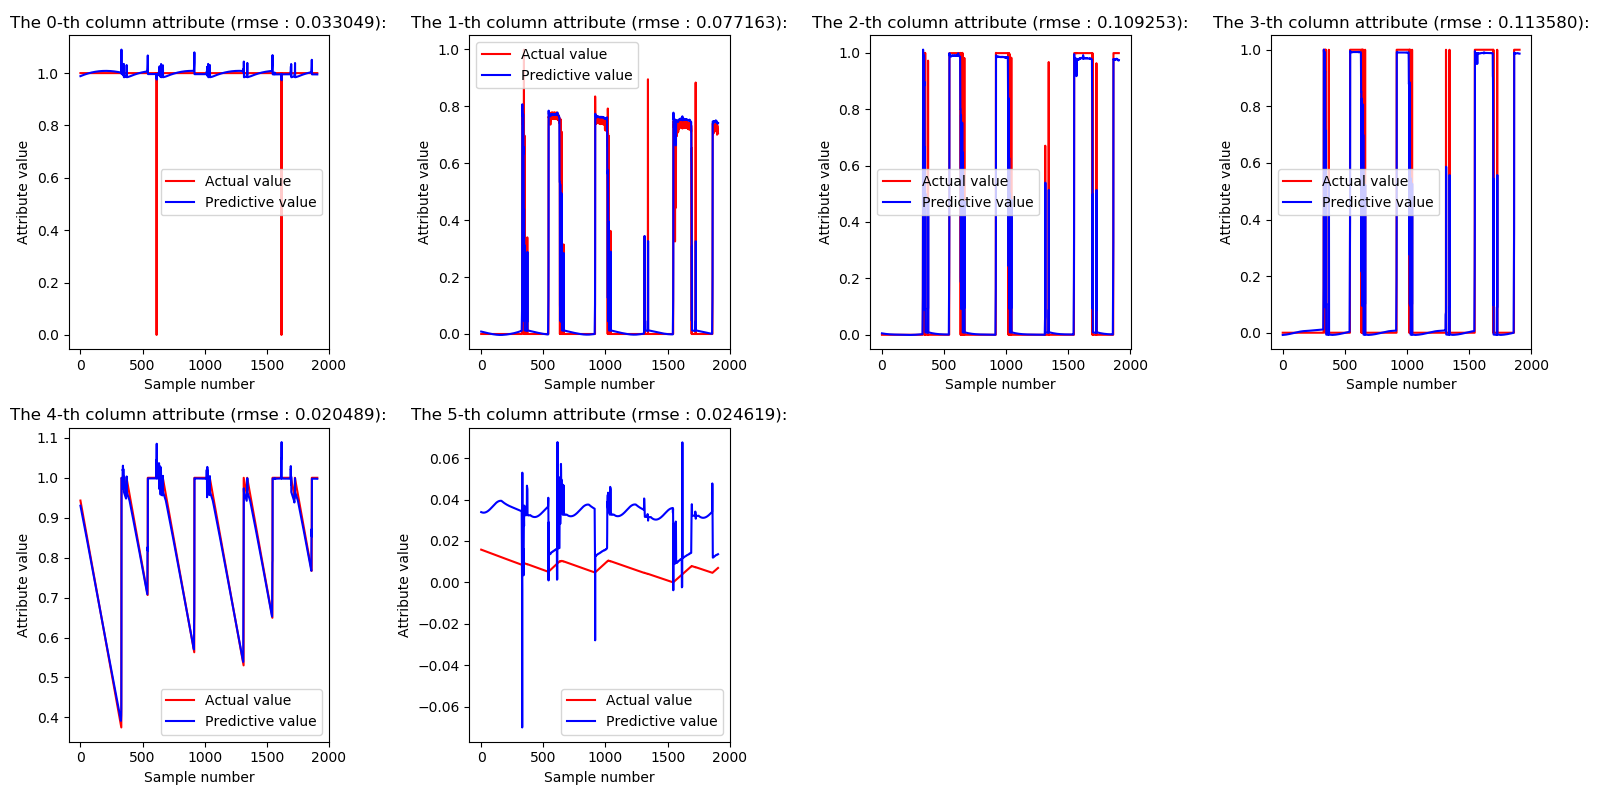 The 0-th column attribute (rmse : 0.033049):
1.0
0.8
0.6
0.4
0.2
0.0
Attribute value
Actual value
Predictive value
0
500
1000
1500
2000
Sample number
The 1-th column attribute (rmse : 0.077163):
1.0
0.8
0.6
0.4
0.2
0.0
Attribute value
Actual value
Predictive value
0
500
1000
1500
2000
Sample number
The 2-th column attribute (rmse : 0.109253):
1.0
0.8
0.6
0.4
0.2
0.0
Attribute value
Actual value
Predictive value
0
500
1000
1500
2000
Sample number
The 3-th column attribute (rmse : 0.113580):
1.0
0.8
0.6
0.4
0.2
0.0
Attribute value
Actual value
Predictive value
0
500
1000
1500
2000
Sample number
The 4-th column attribute (rmse : 0.020489):
1.1
1.0
0.9
0.8
0.7
0.6
0.5
0.4
Attribute value
Actual value
Predictive value
0
500
1000
1500
2000
Sample number
The 5-th column attribute (rmse : 0.024619):
0.06
0.04
0.02
0.00
−0.02
−0.04
−0.06
Attribute value
Actual value
Predictive value
0
500
1000
1500
2000
Sample number